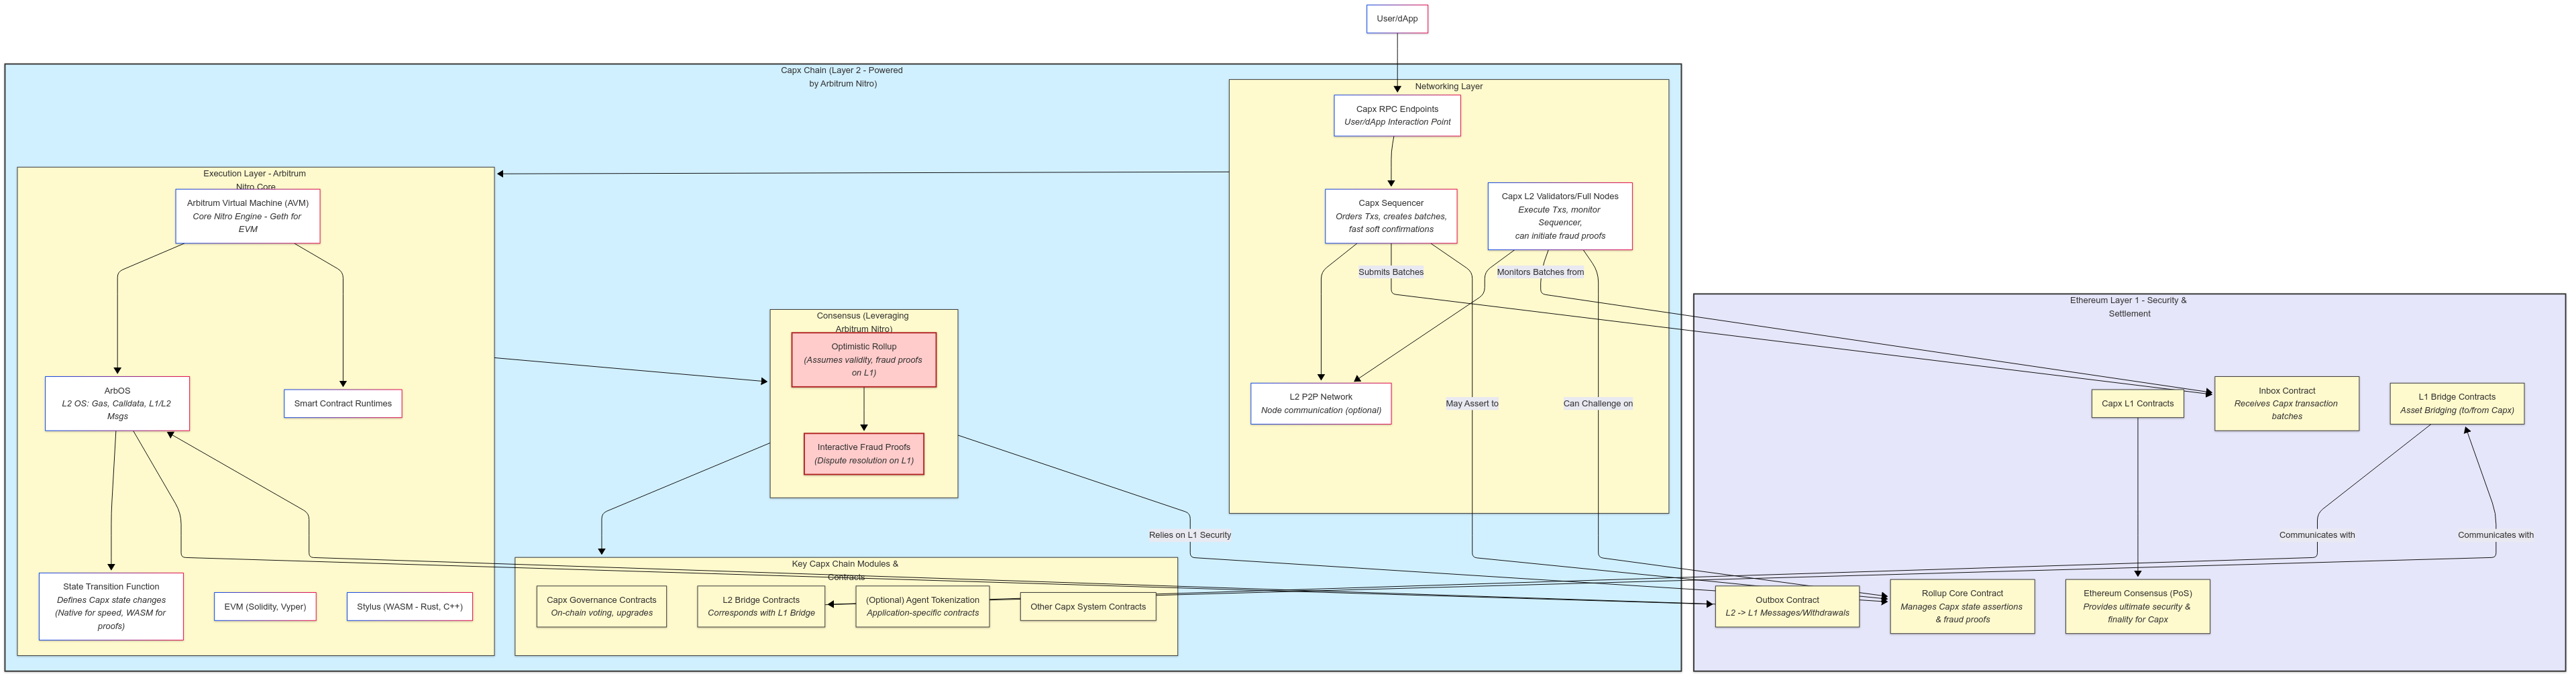 User/dApp
Capx Chain (Layer 2 - Powered
by Arbitrum Nitro)
Networking Layer
Capx RPC Endpoints
User/dApp Interaction Point
Execution Layer - Arbitrum
Nitro Core
Arbitrum Virtual Machine (AVM)
Core Nitro Engine - Geth for
EVM
Capx Sequencer
Orders Txs, creates batches,
fast soft confirmations
Capx L2 Validators/Full Nodes
Execute Txs, monitor
Sequencer,
can initiate fraud proofs
Submits Batches
Monitors Batches from
Ethereum Layer 1 - Security &
Settlement
Consensus (Leveraging
Arbitrum Nitro)
Optimistic Rollup
(Assumes validity, fraud proofs
on L1)
ArbOS
L2 OS: Gas, Calldata, L1/L2
Msgs
Smart Contract Runtimes
L2 P2P Network
Node communication (optional)
May Assert to
Can Challenge on
Capx L1 Contracts
Inbox Contract
Receives Capx transaction
batches
L1 Bridge Contracts
Asset Bridging (to/from Capx)
Interactive Fraud Proofs
(Dispute resolution on L1)
Relies on L1 Security
Communicates with
Communicates with
Key Capx Chain Modules &
Contracts
State Transition Function
Defines Capx state changes
(Native for speed, WASM for
proofs)
EVM (Solidity, Vyper)
Stylus (WASM - Rust, C++)
Capx Governance Contracts
On-chain voting, upgrades
L2 Bridge Contracts
Corresponds with L1 Bridge
(Optional) Agent Tokenization
Application-specific contracts
Other Capx System Contracts
Outbox Contract
L2 -> L1 Messages/Withdrawals
Rollup Core Contract
Manages Capx state assertions
& fraud proofs
Ethereum Consensus (PoS)
Provides ultimate security &
finality for Capx